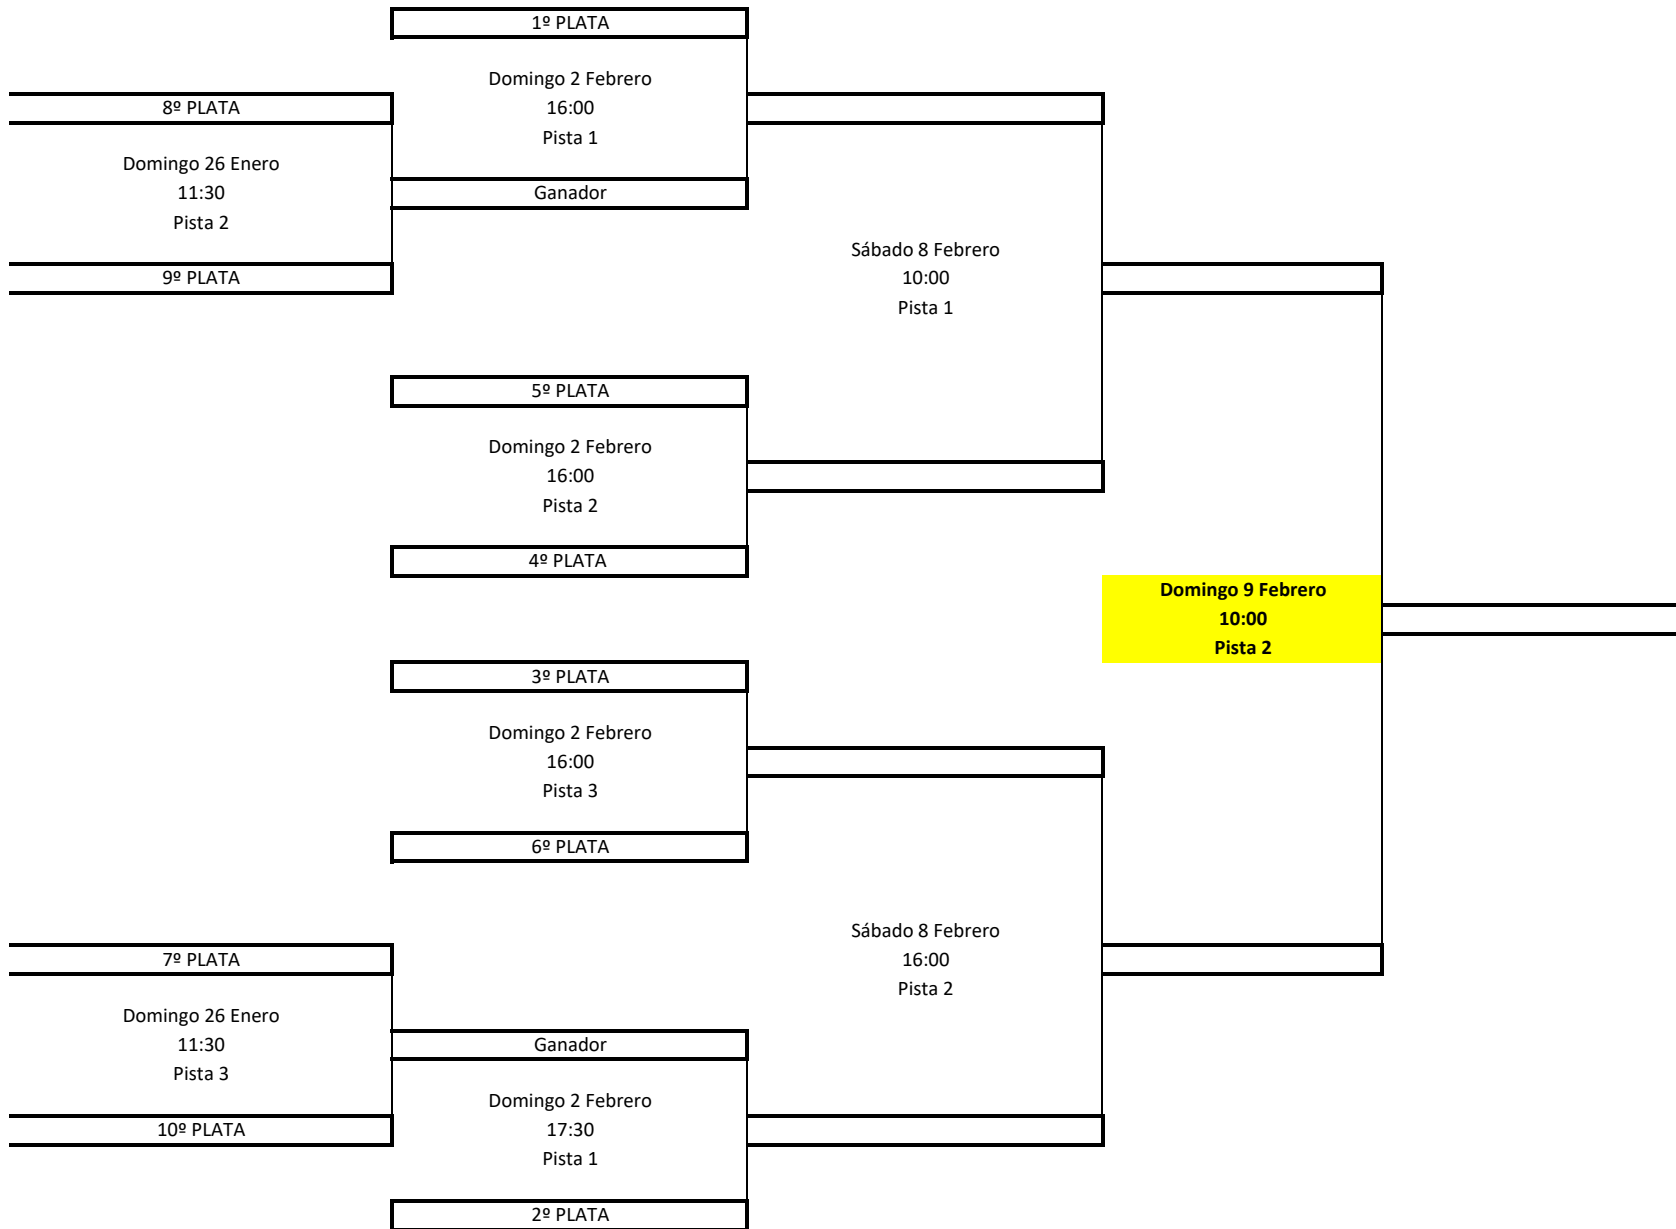 1º PLATA
Domingo 2 Febrero
16:00
Pista 1
8º PLATA
Domingo 26 Enero
11:30
Pista 2
Ganador
9º PLATA
Sábado 8 Febrero
10:00
Pista 1
5º PLATA
Domingo 2 Febrero
16:00
Pista 2
4º PLATA
Domingo 9 Febrero
10:00
Pista 2
3º PLATA
Domingo 2 Febrero
16:00
Pista 3
6º PLATA
Sábado 8 Febrero
16:00
Pista 2
7º PLATA
Domingo 26 Enero
11:30
Pista 3
Ganador
10º PLATA
Domingo 2 Febrero
17:30
Pista 1
2º PLATA